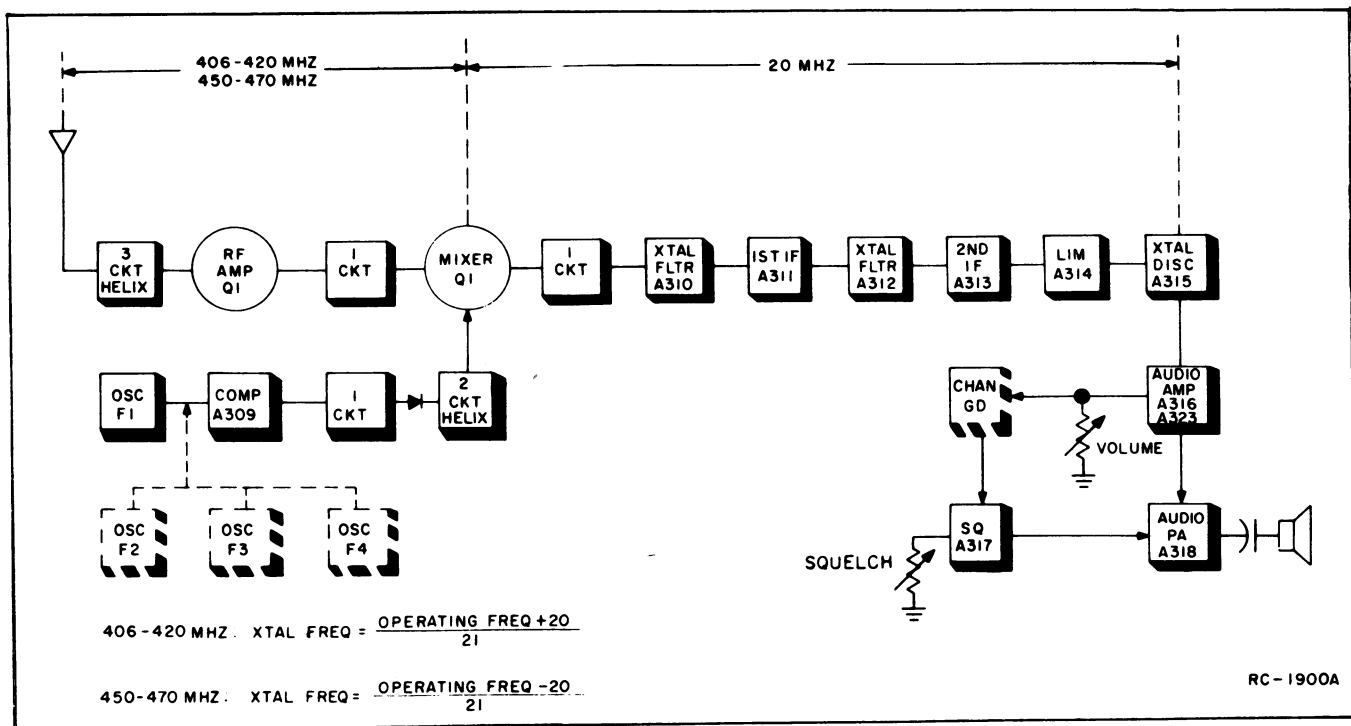 406-420 MHZ
450-470 MHZ
20 MHZ
3
CKT
HELIX
RF
AMP
Q1
1
CKT
MIXER
Q1
1
CKT
XTAL
FLTR
A310
1ST IF
A311
XTAL
FLTR
A312
2ND
IF
A313
LIM
A314
XTAL
DISC
A315
OSC
F1
COMP
A309
1
CKT
2
CKT
HELIX
CHAN
GD
AUDIO
AMP
A316
A323
VOLUME
OSC
F2
OSC
F3
OSC
F4
SQUELCH
SQ
A317
AUDIO
PA
A318
406-420 MHZ. XTAL FREQ = OPERATING FREQ +20
21
450-470 MHZ. XTAL FREQ = OPERATING FREQ -20
21
RC-1900A